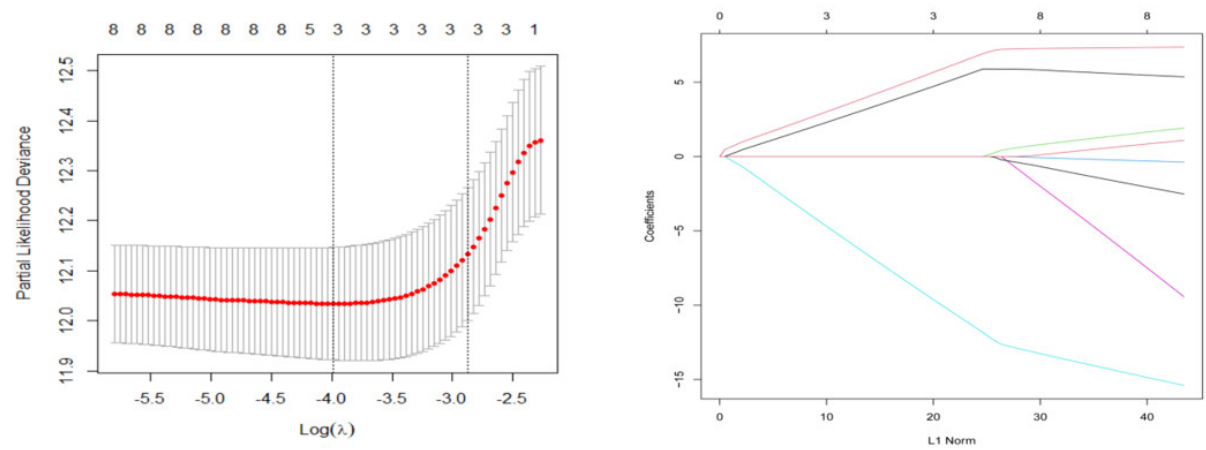 8 8 8 8 8 8 8 5 3 3 3 3 3 3 3 1
Partial Likelihood Deviance
12.5
12.4
12.3
12.2
12.1
12.0
11.9
-5.5 -5.0 -4.5 -4.0 -3.5 -3.0 -2.5
Log(λ)
0 3 3 8 8
Coefficients
5
0
-5
-10
-15
0 10 20 30 40
L1 Norm